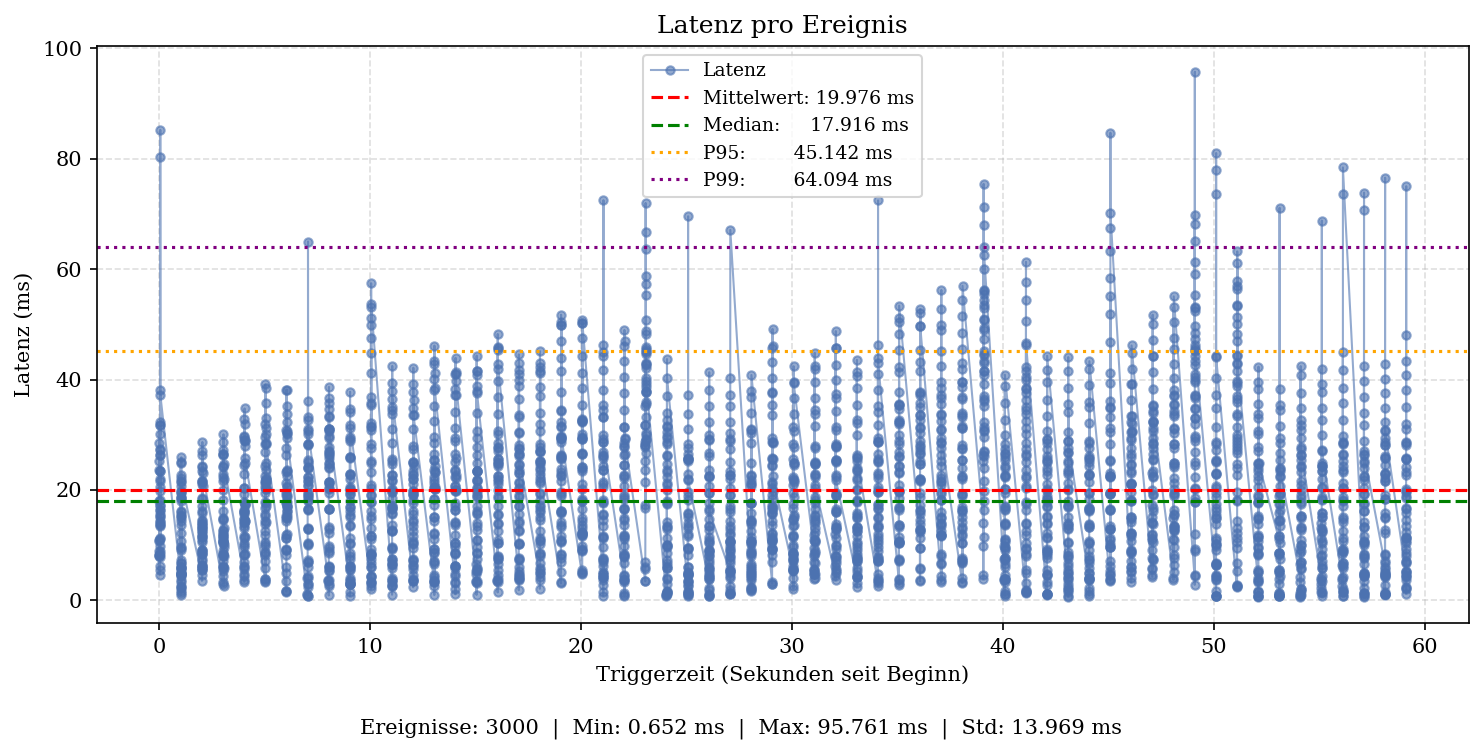 Latenz pro Ereignis
Latenz (ms)
100
80
60
40
20
0
Latenz
Mittelwert: 19.976 ms
Median: 17.916 ms
P95: 45.142 ms
P99: 64.094 ms
0 10 20 30 40 50 60
Triggerzeit (Sekunden seit Beginn)
Ereignisse: 3000 | Min: 0.652 ms | Max: 95.761 ms | Std: 13.969 ms